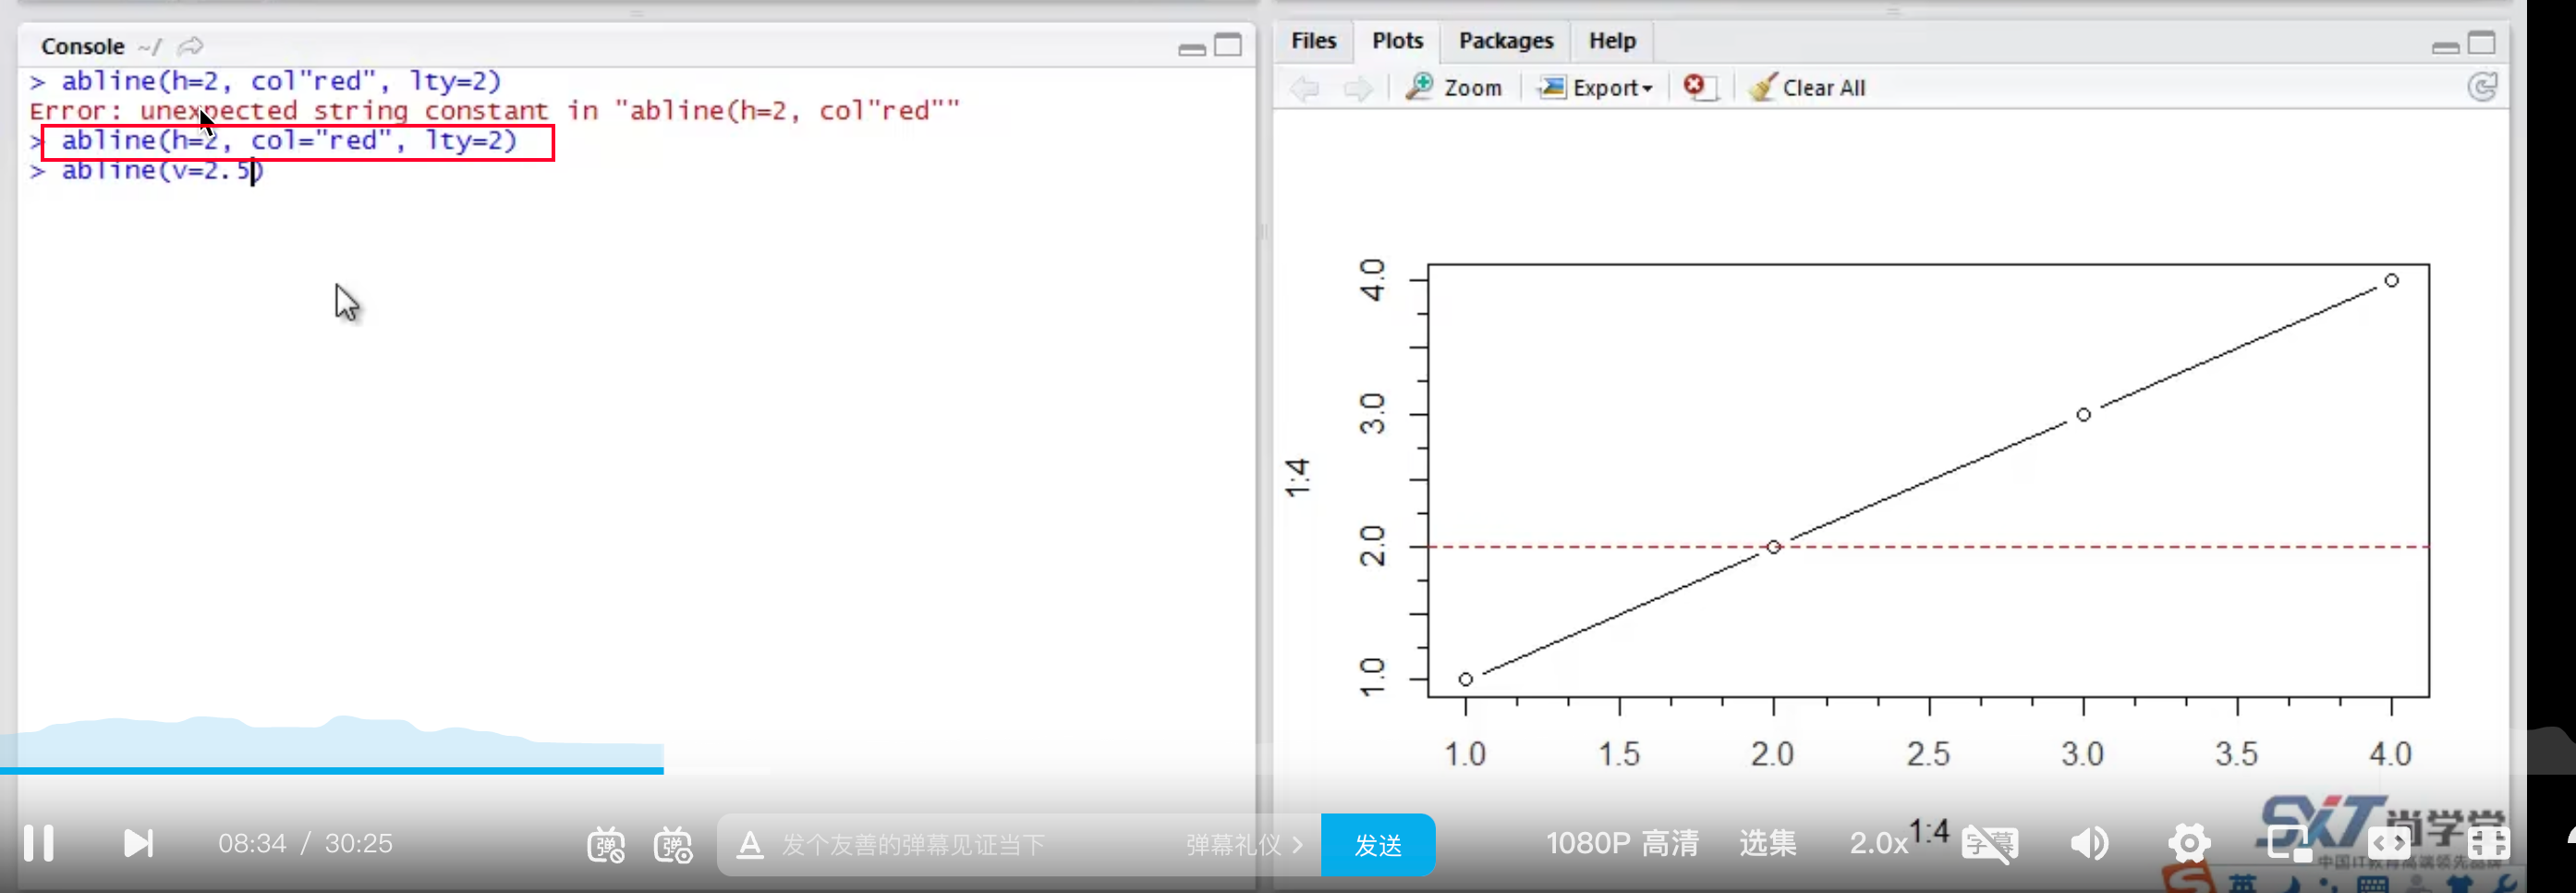 Console ~/
> abline(h=2, col"red", lty=2)
Error: unexpected string constant in "abline(h=2, col"red""
> abline(h=2, col="red", lty=2)
> abline(v=2.5)
Files Plots Packages Help
Zoom Export Clear All
4.0
3.0
2.0
1.0
1:4
1.0 1.5 2.0 2.5 3.0 3.5 4.0
1:4
08:34 / 30:25
弹 弹 A 发个友善的弹幕见证当下 弹幕礼仪 > 发送
1080P 高清 选集 2.0x 字幕
SXT 尚学堂
中国IT教育高端领先品牌
英